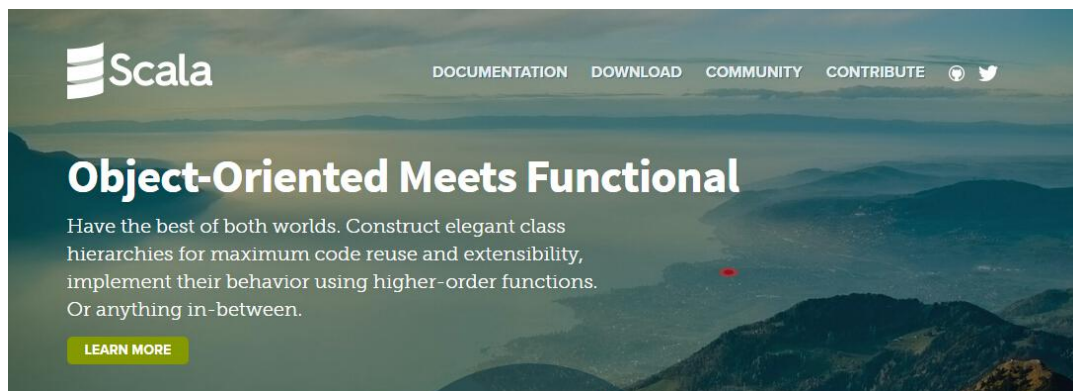 Scala
DOCUMENTATION DOWNLOAD COMMUNITY CONTRIBUTE
Object-Oriented Meets Functional
Have the best of both worlds. Construct elegant class
hierarchies for maximum code reuse and extensibility,
implement their behavior using higher-order functions.
Or anything in-between.
LEARN MORE